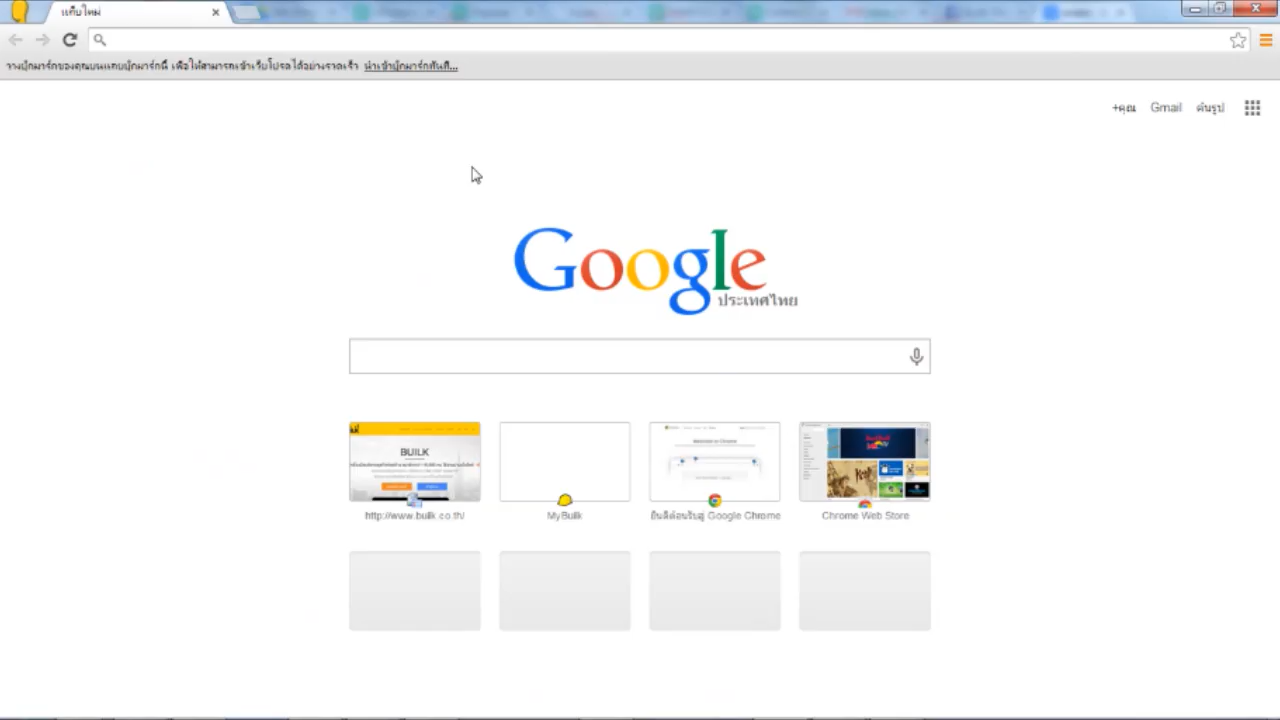 แท็บใหม่
วางบุ๊กมาร์กของคุณบนแถบบุ๊กมาร์กนี้ เพื่อให้สามารถเข้าเว็บโปรดได้อย่างรวดเร็ว นำเข้าบุ๊กมาร์กทันที...
+คุณ Gmail ค้นรูป
Google
ประเทศไทย
BUILK
http://www.builk.co.th/ MyBuilk ยินดีต้อนรับสู่ Google Chrome Chrome Web Store